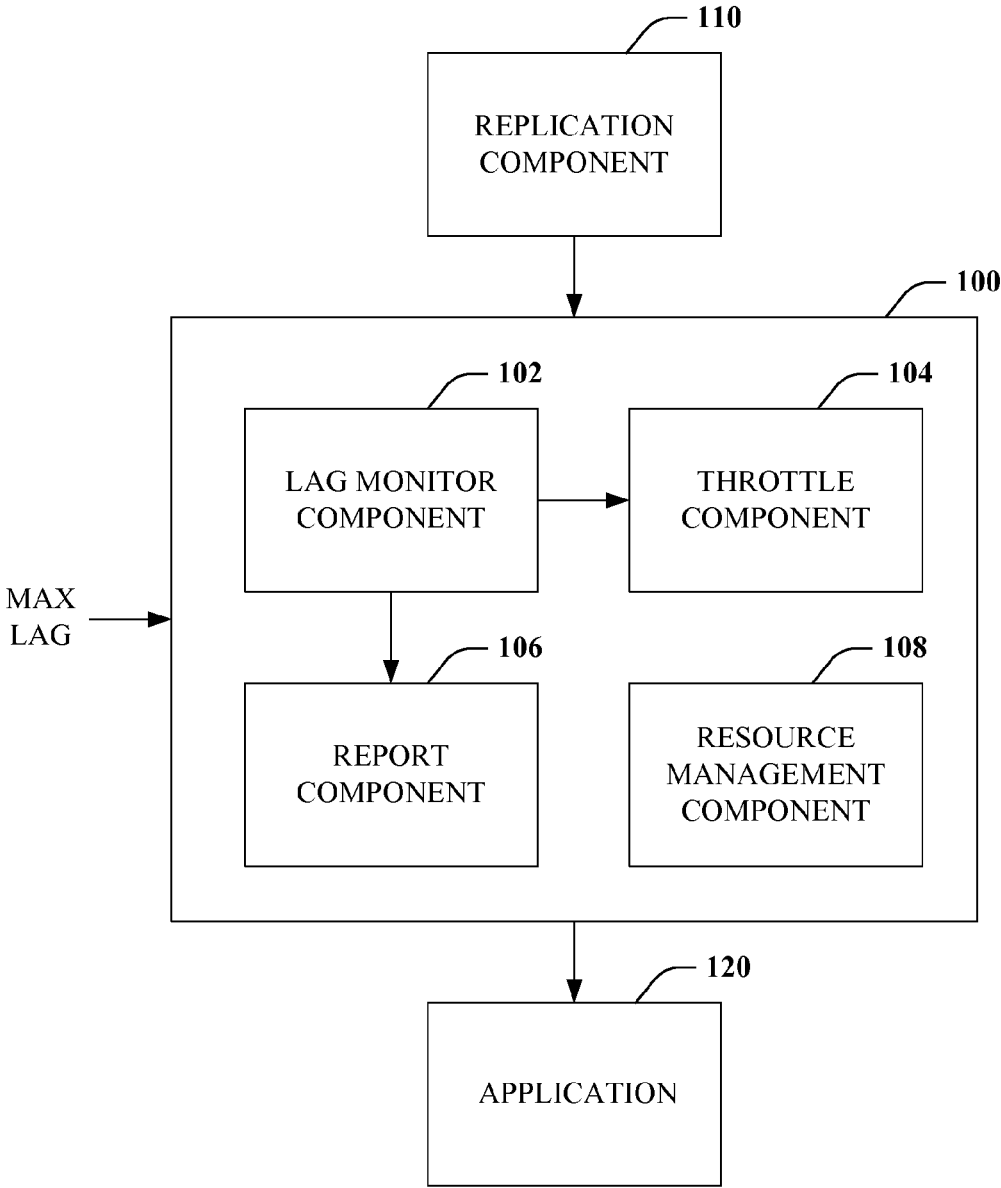 110
REPLICATION
COMPONENT
100
102
104
LAG MONITOR
COMPONENT
THROTTLE
COMPONENT
MAX
LAG
106
108
REPORT
COMPONENT
RESOURCE
MANAGEMENT
COMPONENT
120
APPLICATION